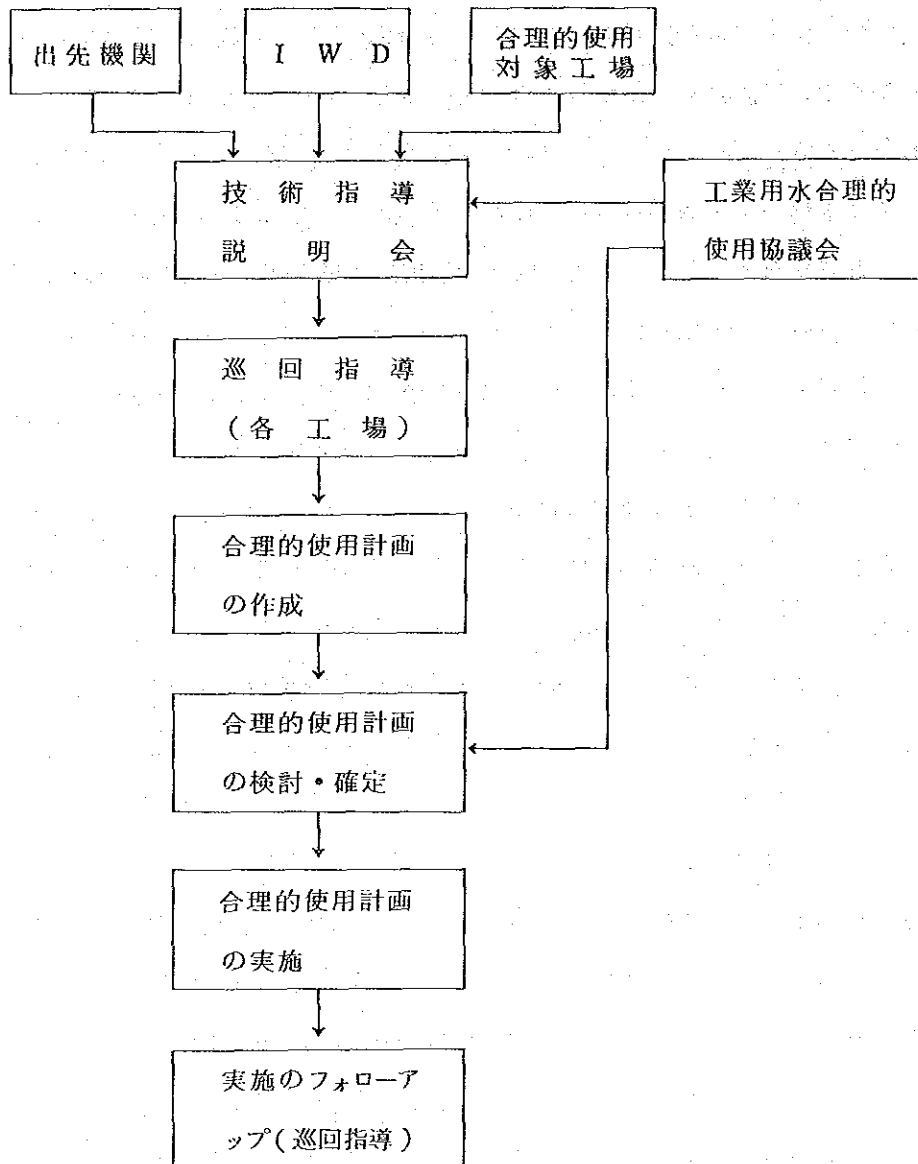 出先機関
I W D
合理的使用
対象工場
技術指導
説明会
工業用水合理的
使用協議会
巡回指導
(各工場)
合理的使用計画
の作成
合理的使用計画
の検討・確定
合理的使用計画
の実施
実施のフォローア
ップ(巡回指導)